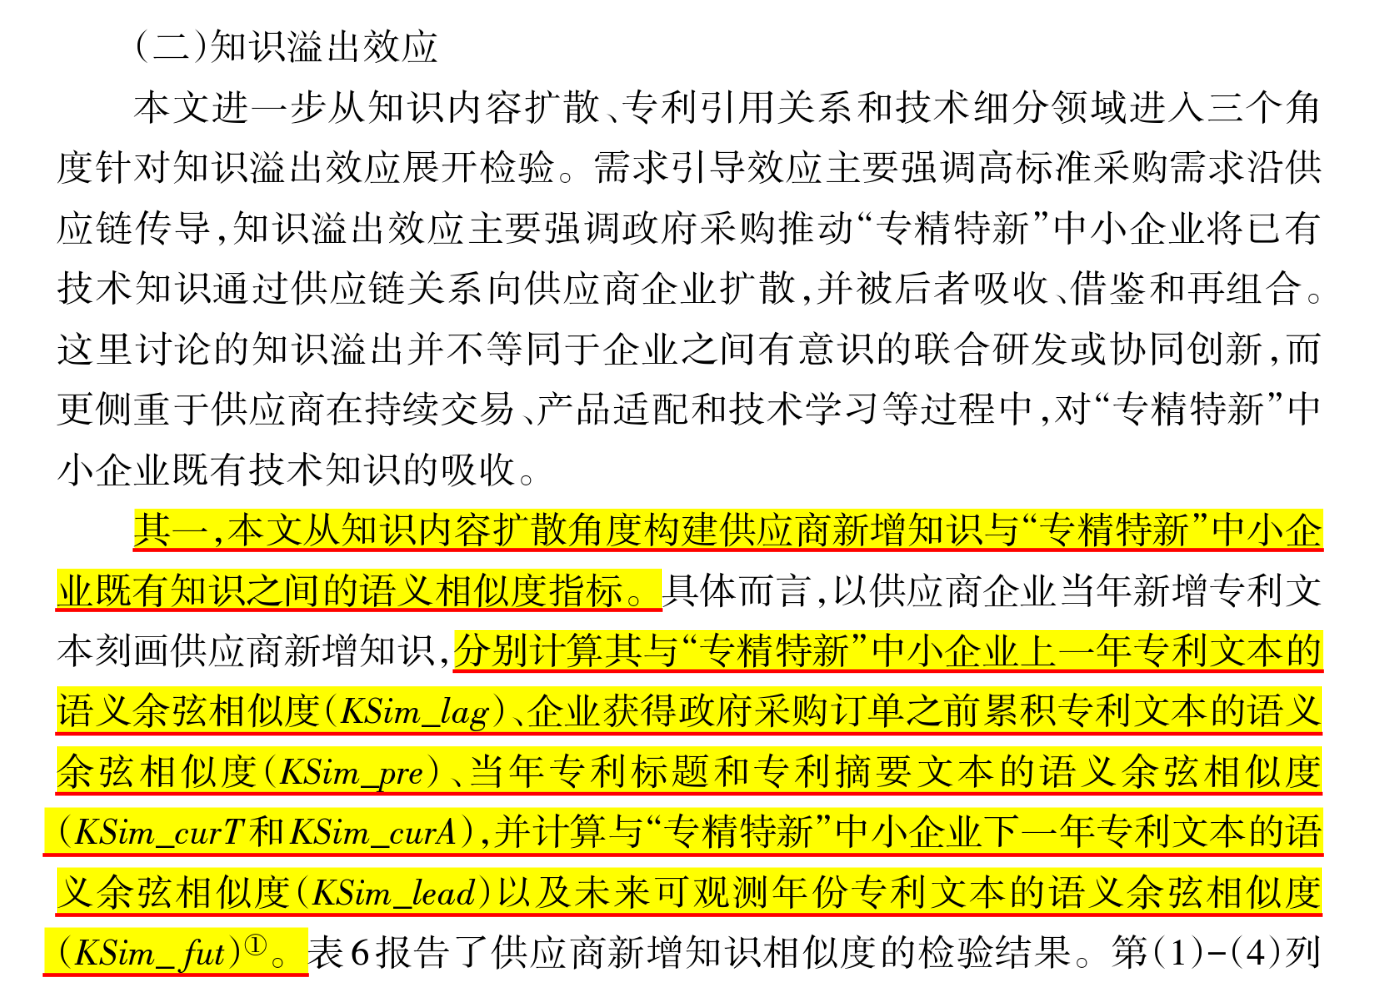 (二)知识溢出效应
本文进一步从知识内容扩散、专利引用关系和技术细分领域进入三个角
度针对知识溢出效应展开检验。需求引导效应主要强调高标准采购需求沿供
应链传导,知识溢出效应主要强调政府采购推动“专精特新”中小企业将已有
技术知识通过供应链关系向供应商企业扩散,并被后者吸收、借鉴和再组合。
这里讨论的知识溢出并不等同于企业之间有意识的联合研发或协同创新,而
更侧重于供应商在持续交易、产品适配和技术学习等过程中,对“专精特新”中
小企业既有技术知识的吸收。
其一,本文从知识内容扩散角度构建供应商新增知识与“专精特新”中小企
业既有知识之间的语义相似度指标。具体而言,以供应商企业当年新增专利文
本刻画供应商新增知识,分别计算其与“专精特新”中小企业上一年专利文本的
语义余弦相似度(KSim_lag)、企业获得政府采购订单之前累积专利文本的语义
余弦相似度(KSim_pre)、当年专利标题和专利摘要文本的语义余弦相似度
(KSim_curT和KSim_curA),并计算与“专精特新”中小企业下一年专利文本的语
义余弦相似度(KSim_lead)以及未来可观测年份专利文本的语义余弦相似度
(KSim_fut)①。表6报告了供应商新增知识相似度的检验结果。第(1)-(4)列